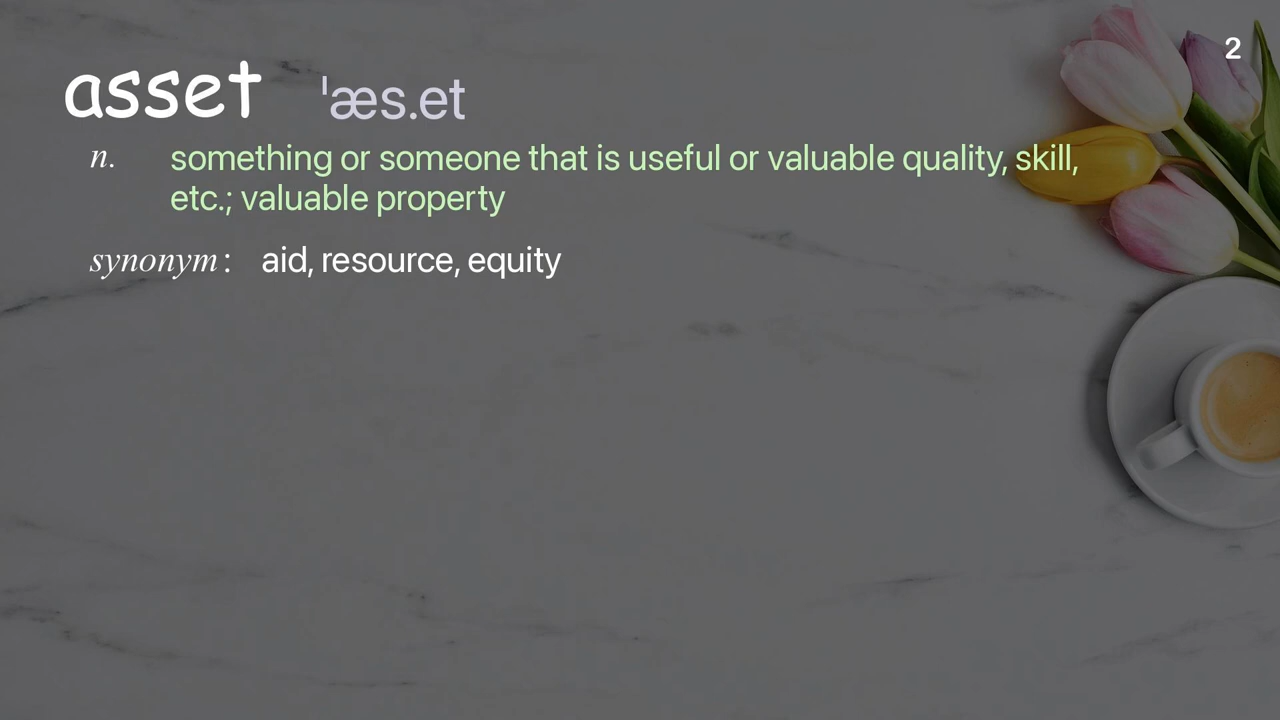 2
asset ˈæs.et
n. something or someone that is useful or valuable quality, skill,
etc.; valuable property
synonym: aid, resource, equity